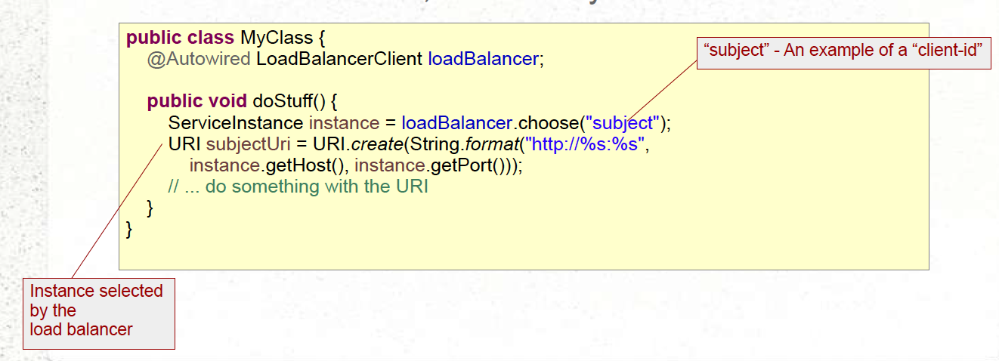 public class MyClass {
@Autowired LoadBalancerClient loadBalancer;
“subject” - An example of a “client-id”
public void doStuff() {
ServiceInstance instance = loadBalancer.choose("subject");
URI subjectUri = URI.create(String.format("http://%s:%s",
instance.getHost(), instance.getPort()));
// ... do something with the URI
}
}
Instance selected
by the
load balancer